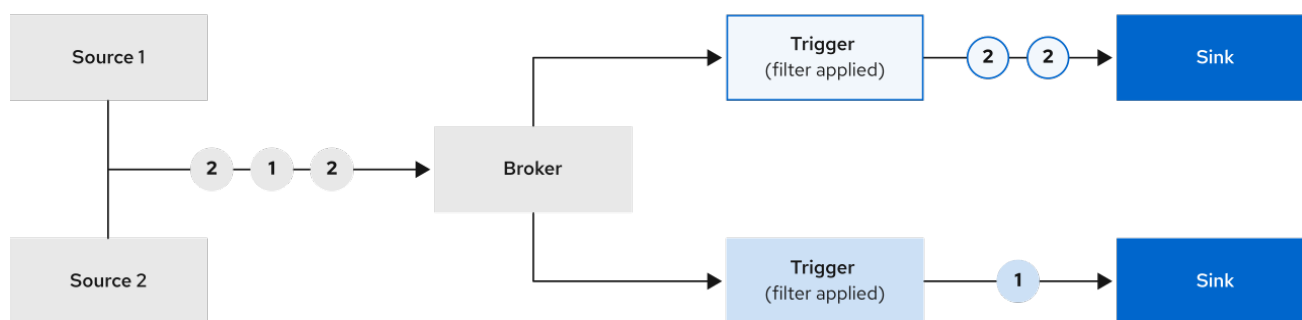 Source 1
Trigger
(filter applied)
2 2
Sink
2 1 2
Broker
Source 2
Trigger
(filter applied)
1
Sink